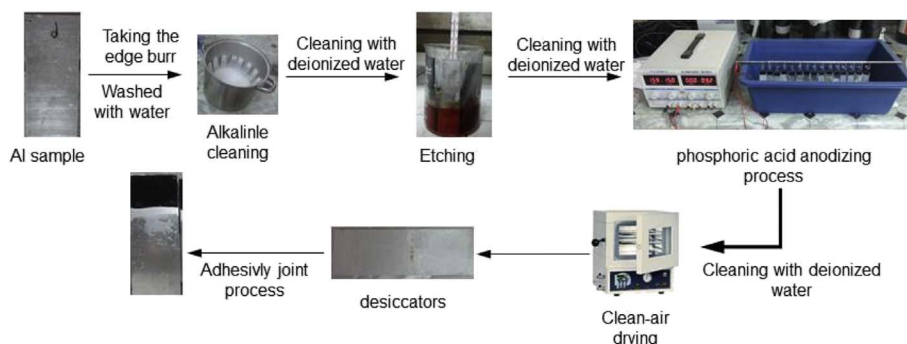 Taking the
edge burr
Washed
with water
Al sample
Alkalinle
cleaning
Cleaning with
deionized water
Etching
Cleaning with
deionized water
phosphoric acid anodizing
process
Cleaning with deionized
water
Clean-air
drying
desiccators
Adhesivly joint
process